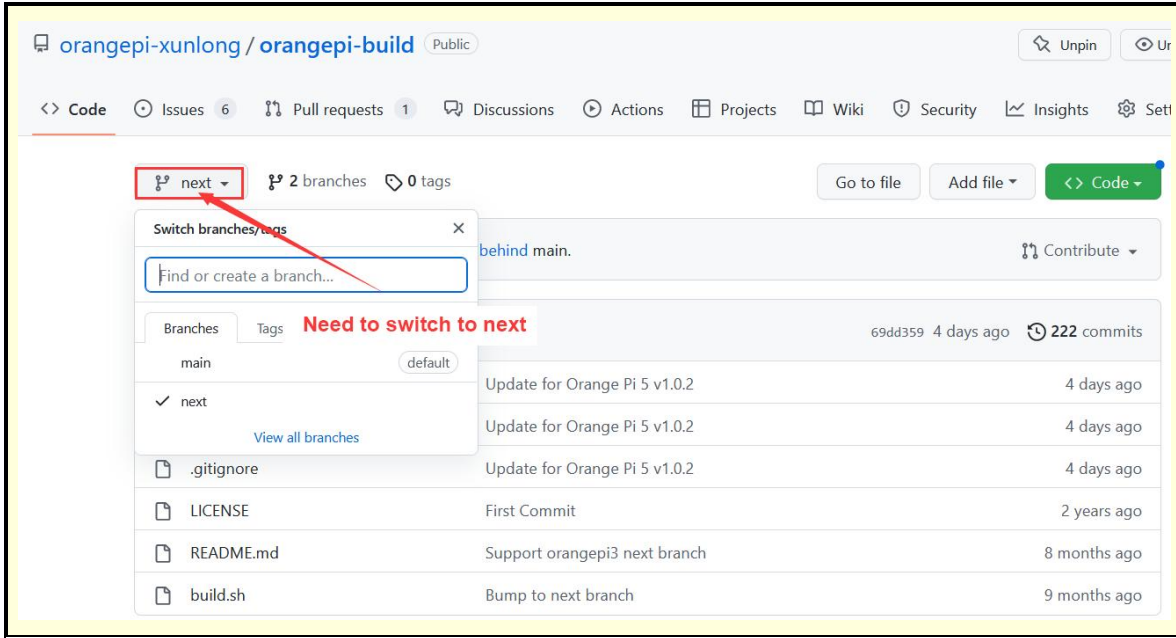 orangepi-xunlong / orangepi-build Public
Unpin
<> Code Issues 6 Pull requests 1 Discussions Actions Projects Wiki Security Insights
next 2 branches 0 tags Go to file Add file <> Code
Switch branches/tags
behind main. Contribute
Find or create a branch...
Need to switch to next
Branches Tags
69dd359 4 days ago 222 commits
main default
Update for Orange Pi 5 v1.0.2 4 days ago
next
Update for Orange Pi 5 v1.0.2 4 days ago
View all branches
.gitignore Update for Orange Pi 5 v1.0.2 4 days ago
LICENSE First Commit 2 years ago
README.md Support orangepi3 next branch 8 months ago
build.sh Bump to next branch 9 months ago